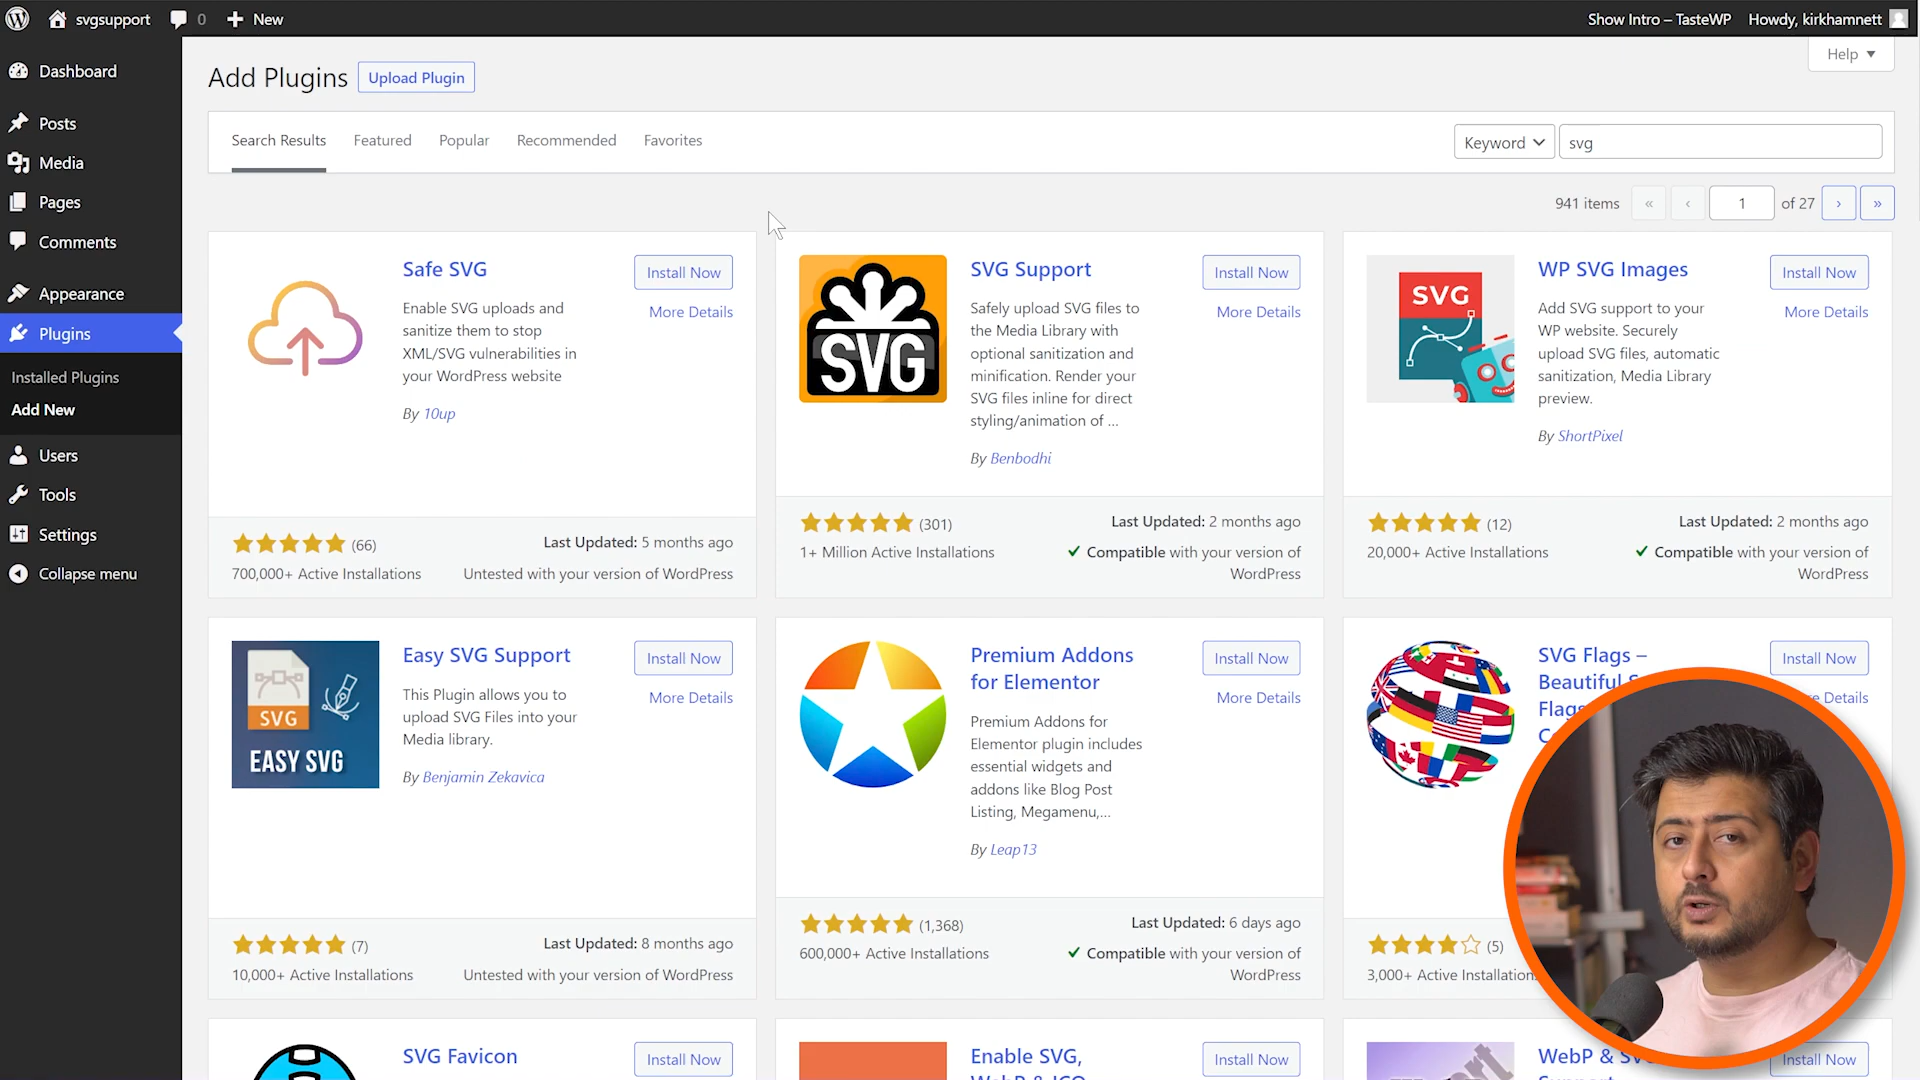 svgsupport
0
New
Show Intro – TasteWP
Howdy, kirkhamnett
Dashboard
Posts
Media
Pages
Comments
Appearance
Plugins
Installed Plugins
Add New
Users
Tools
Settings
Collapse menu
Help
Add Plugins
Upload Plugin
Search Results
Featured
Popular
Recommended
Favorites
Keyword
svg
941 items
«
‹
1
of 27
›
»
Safe SVG
Install Now
More Details
Enable SVG uploads and
sanitize them to stop
XML/SVG vulnerabilities in
your WordPress website
By 10up
(66)
700,000+ Active Installations
Last Updated: 5 months ago
Untested with your version of WordPress
SVG
SVG Support
Install Now
More Details
Safely upload SVG files to
the Media Library with
optional sanitization and
minification. Render your
SVG files inline for direct
styling/animation of ...
By Benbodhi
(301)
1+ Million Active Installations
Last Updated: 2 months ago
Compatible with your version of
WordPress
SVG
WP SVG Images
Install Now
More Details
Add SVG support to your
WP website. Securely
upload SVG files, automatic
sanitization, Media Library
preview.
By ShortPixel
(12)
20,000+ Active Installations
Last Updated: 2 months ago
Compatible with your version of
WordPress
SVG
EASY SVG
Easy SVG Support
Install Now
More Details
This Plugin allows you to
upload SVG Files into your
Media library.
By Benjamin Zekavica
(7)
10,000+ Active Installations
Last Updated: 8 months ago
Untested with your version of WordPress
Premium Addons
for Elementor
Install Now
More Details
Premium Addons for
Elementor plugin includes
essential widgets and
addons like Blog Post
Listing, Megamenu,...
By Leap13
(1,368)
600,000+ Active Installations
Last Updated: 6 days ago
Compatible with your version of
WordPress
SVG Flags –
Beautiful
Install Now
Details
(5)
3,000+ Active
SVG Favicon
Install Now
Enable SVG,
WebP & ICO
Install Now
WebP &
Install Now